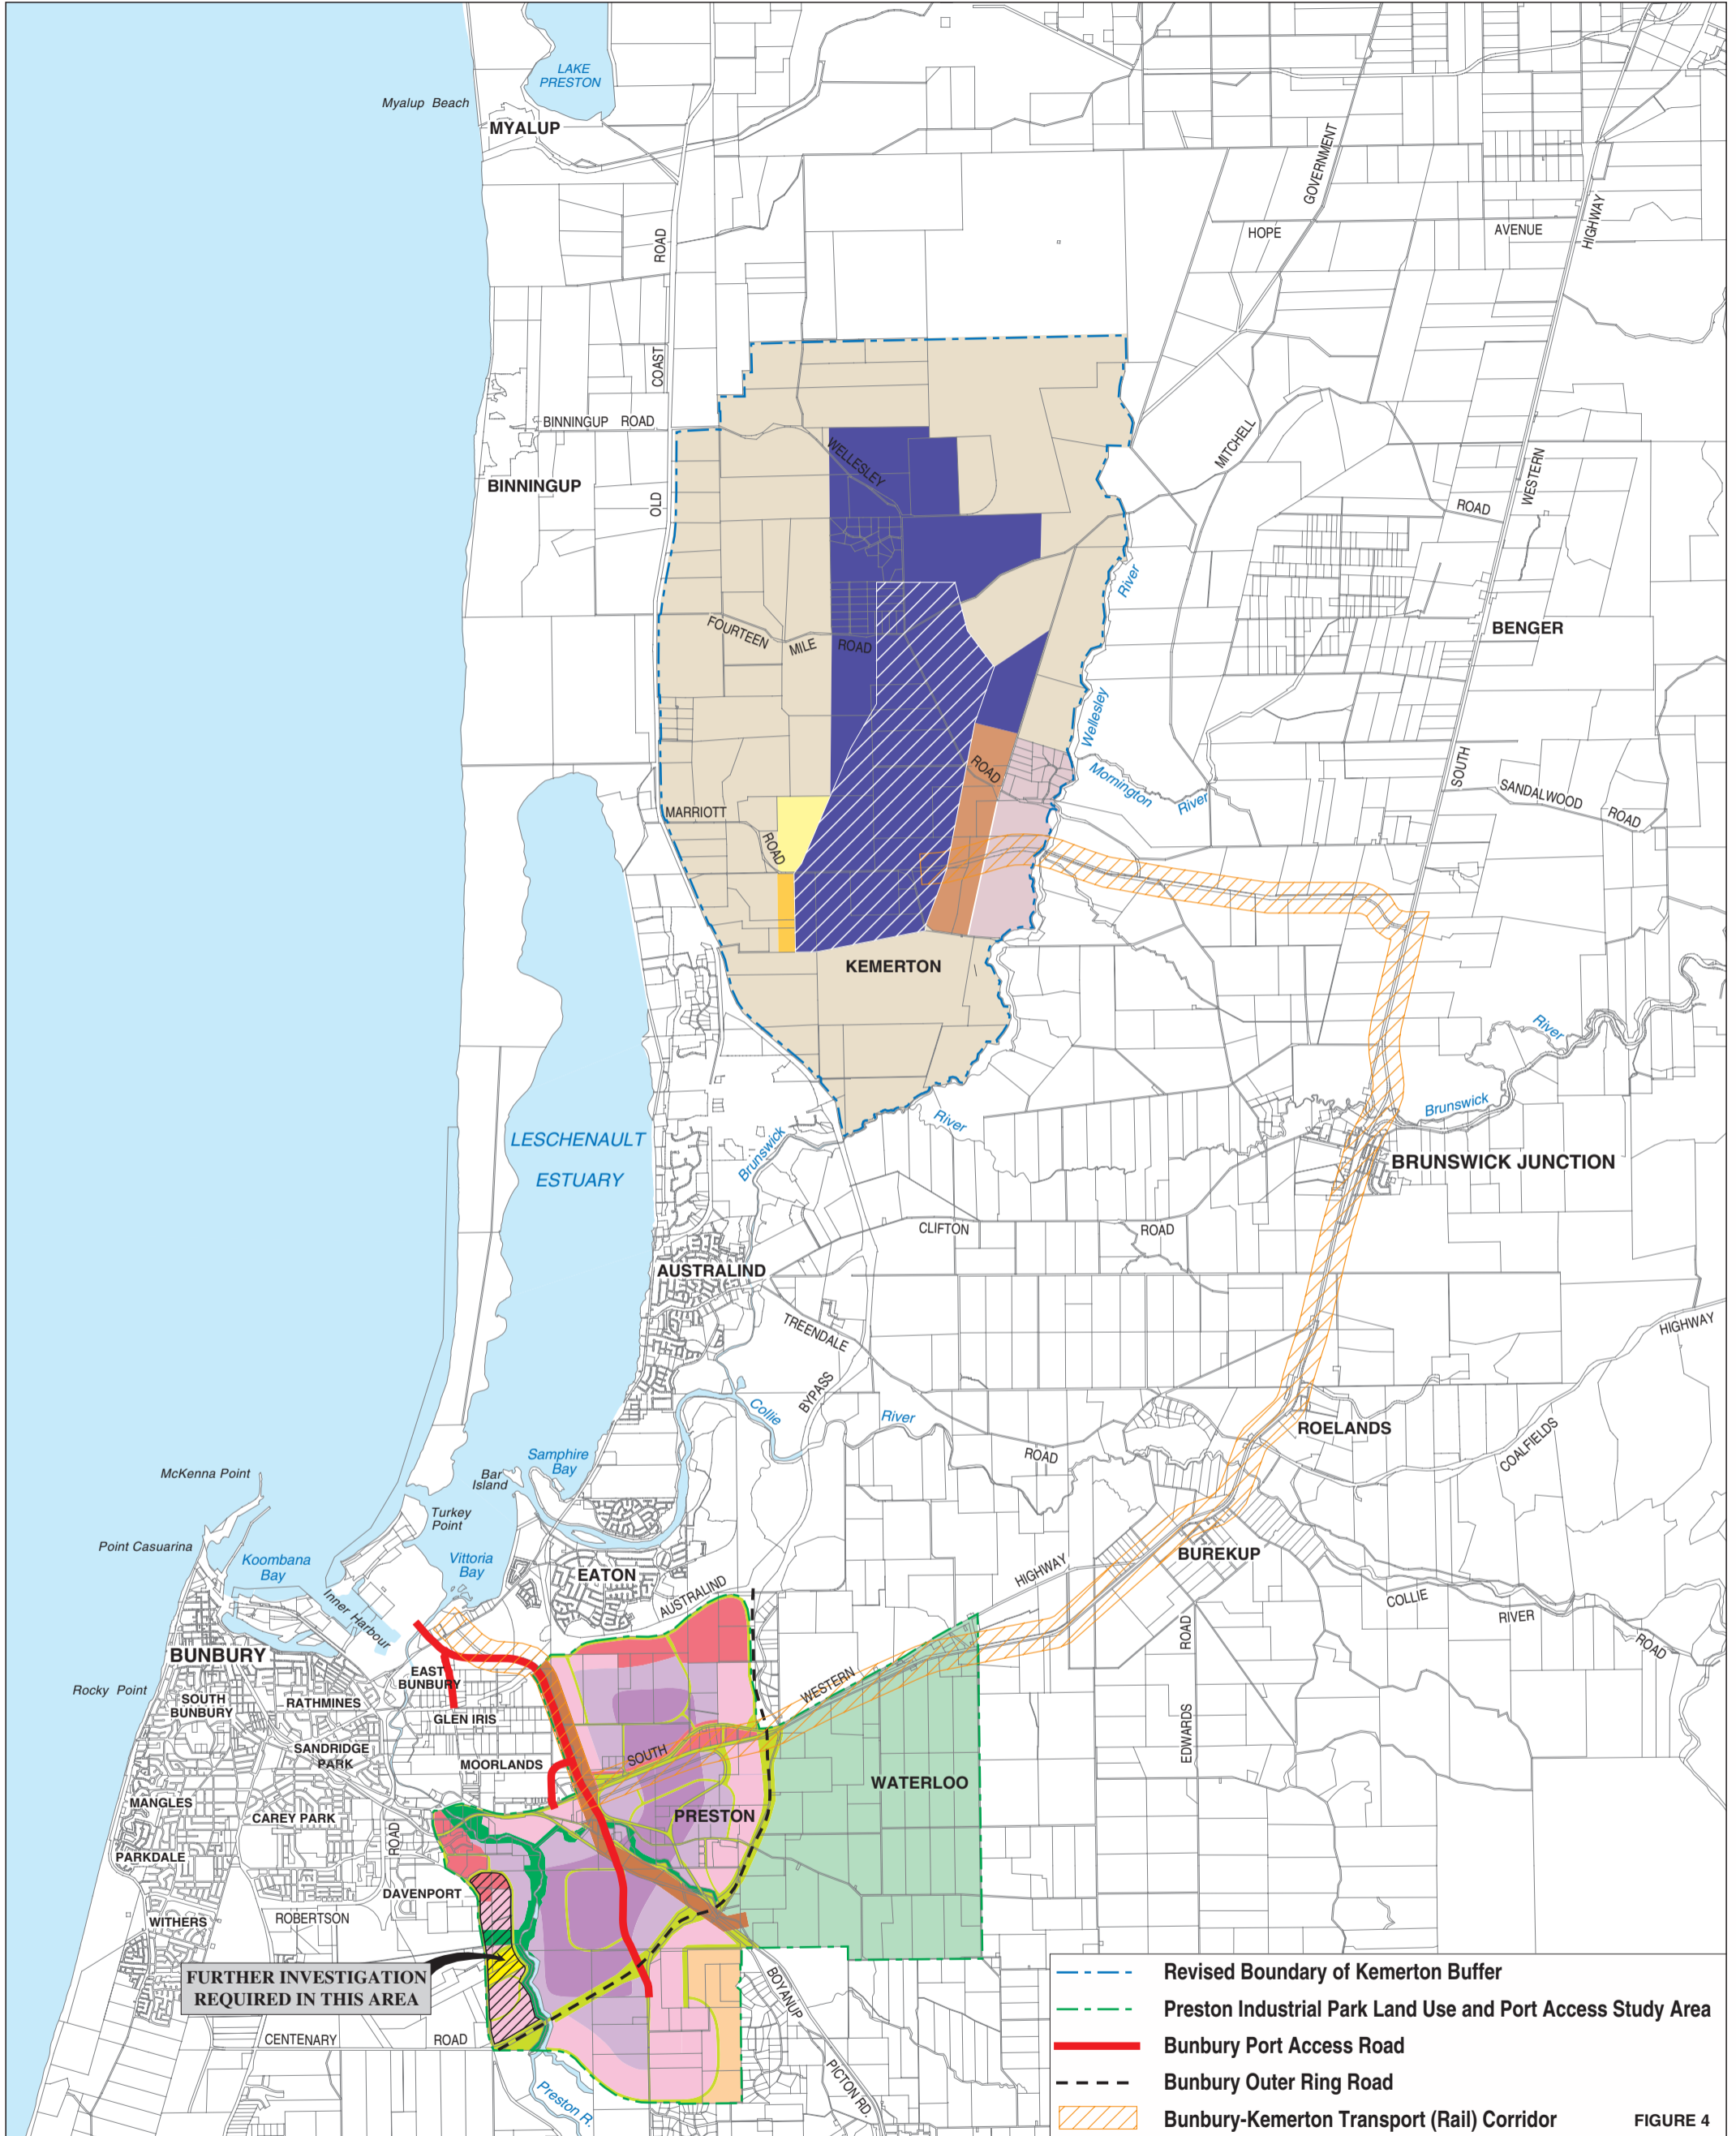 LAKE
PRESTON
Myalup Beach
MYALUP
GOVERNMENT
HOPE
AVENUE
HIGHWAY
ROAD
COAST
BINNINGUP ROAD
WELLESLEY
MITCHELL
BINNINGUP
OLD
ROAD
WESTERN
River
FOURTEEN
MILE
ROAD
BENGER
Wellesley
ROAD
Mornington
River
SOUTH
SANDALWOOD
ROAD
MARRIOTT
ROAD
KEMERTON
River
Brunswick
River
LESCHENAULT
ESTUARY
Brunswick
BRUNSWICK JUNCTION
CLIFTON
ROAD
AUSTRALIND
TREENDALE
HIGHWAY
BYPASS
Collie
River
ROELANDS
COALFIELDS
ROAD
McKenna Point
Samphire
Bay
Bar
Island
Turkey
Point
Point Casuarina
Koombana
Bay
Vittoria
Bay
EATON
AUSTRALIND
HIGHWAY
BUREKUP
COLLIE
RIVER
ROAD
Inner Harbour
BUNBURY
EAST
BUNBURY
ROAD
Rocky Point
SOUTH
BUNBURY
RATHMINES
GLEN IRIS
WESTERN
SANDRIDGE
PARK
MOORLANDS
SOUTH
EDWARDS
WATERLOO
MANGLES
CAREY PARK
PRESTON
ROAD
PARKDALE
DAVENPORT
WITHERS
ROBERTSON
FURTHER INVESTIGATION
REQUIRED IN THIS AREA
BOYANUP
CENTENARY
ROAD
PICTON RD.
Preston R.
Revised Boundary of Kemerton Buffer
Preston Industrial Park Land Use and Port Access Study Area
Bunbury Port Access Road
Bunbury Outer Ring Road
Bunbury-Kemerton Transport (Rail) Corridor
FIGURE 4